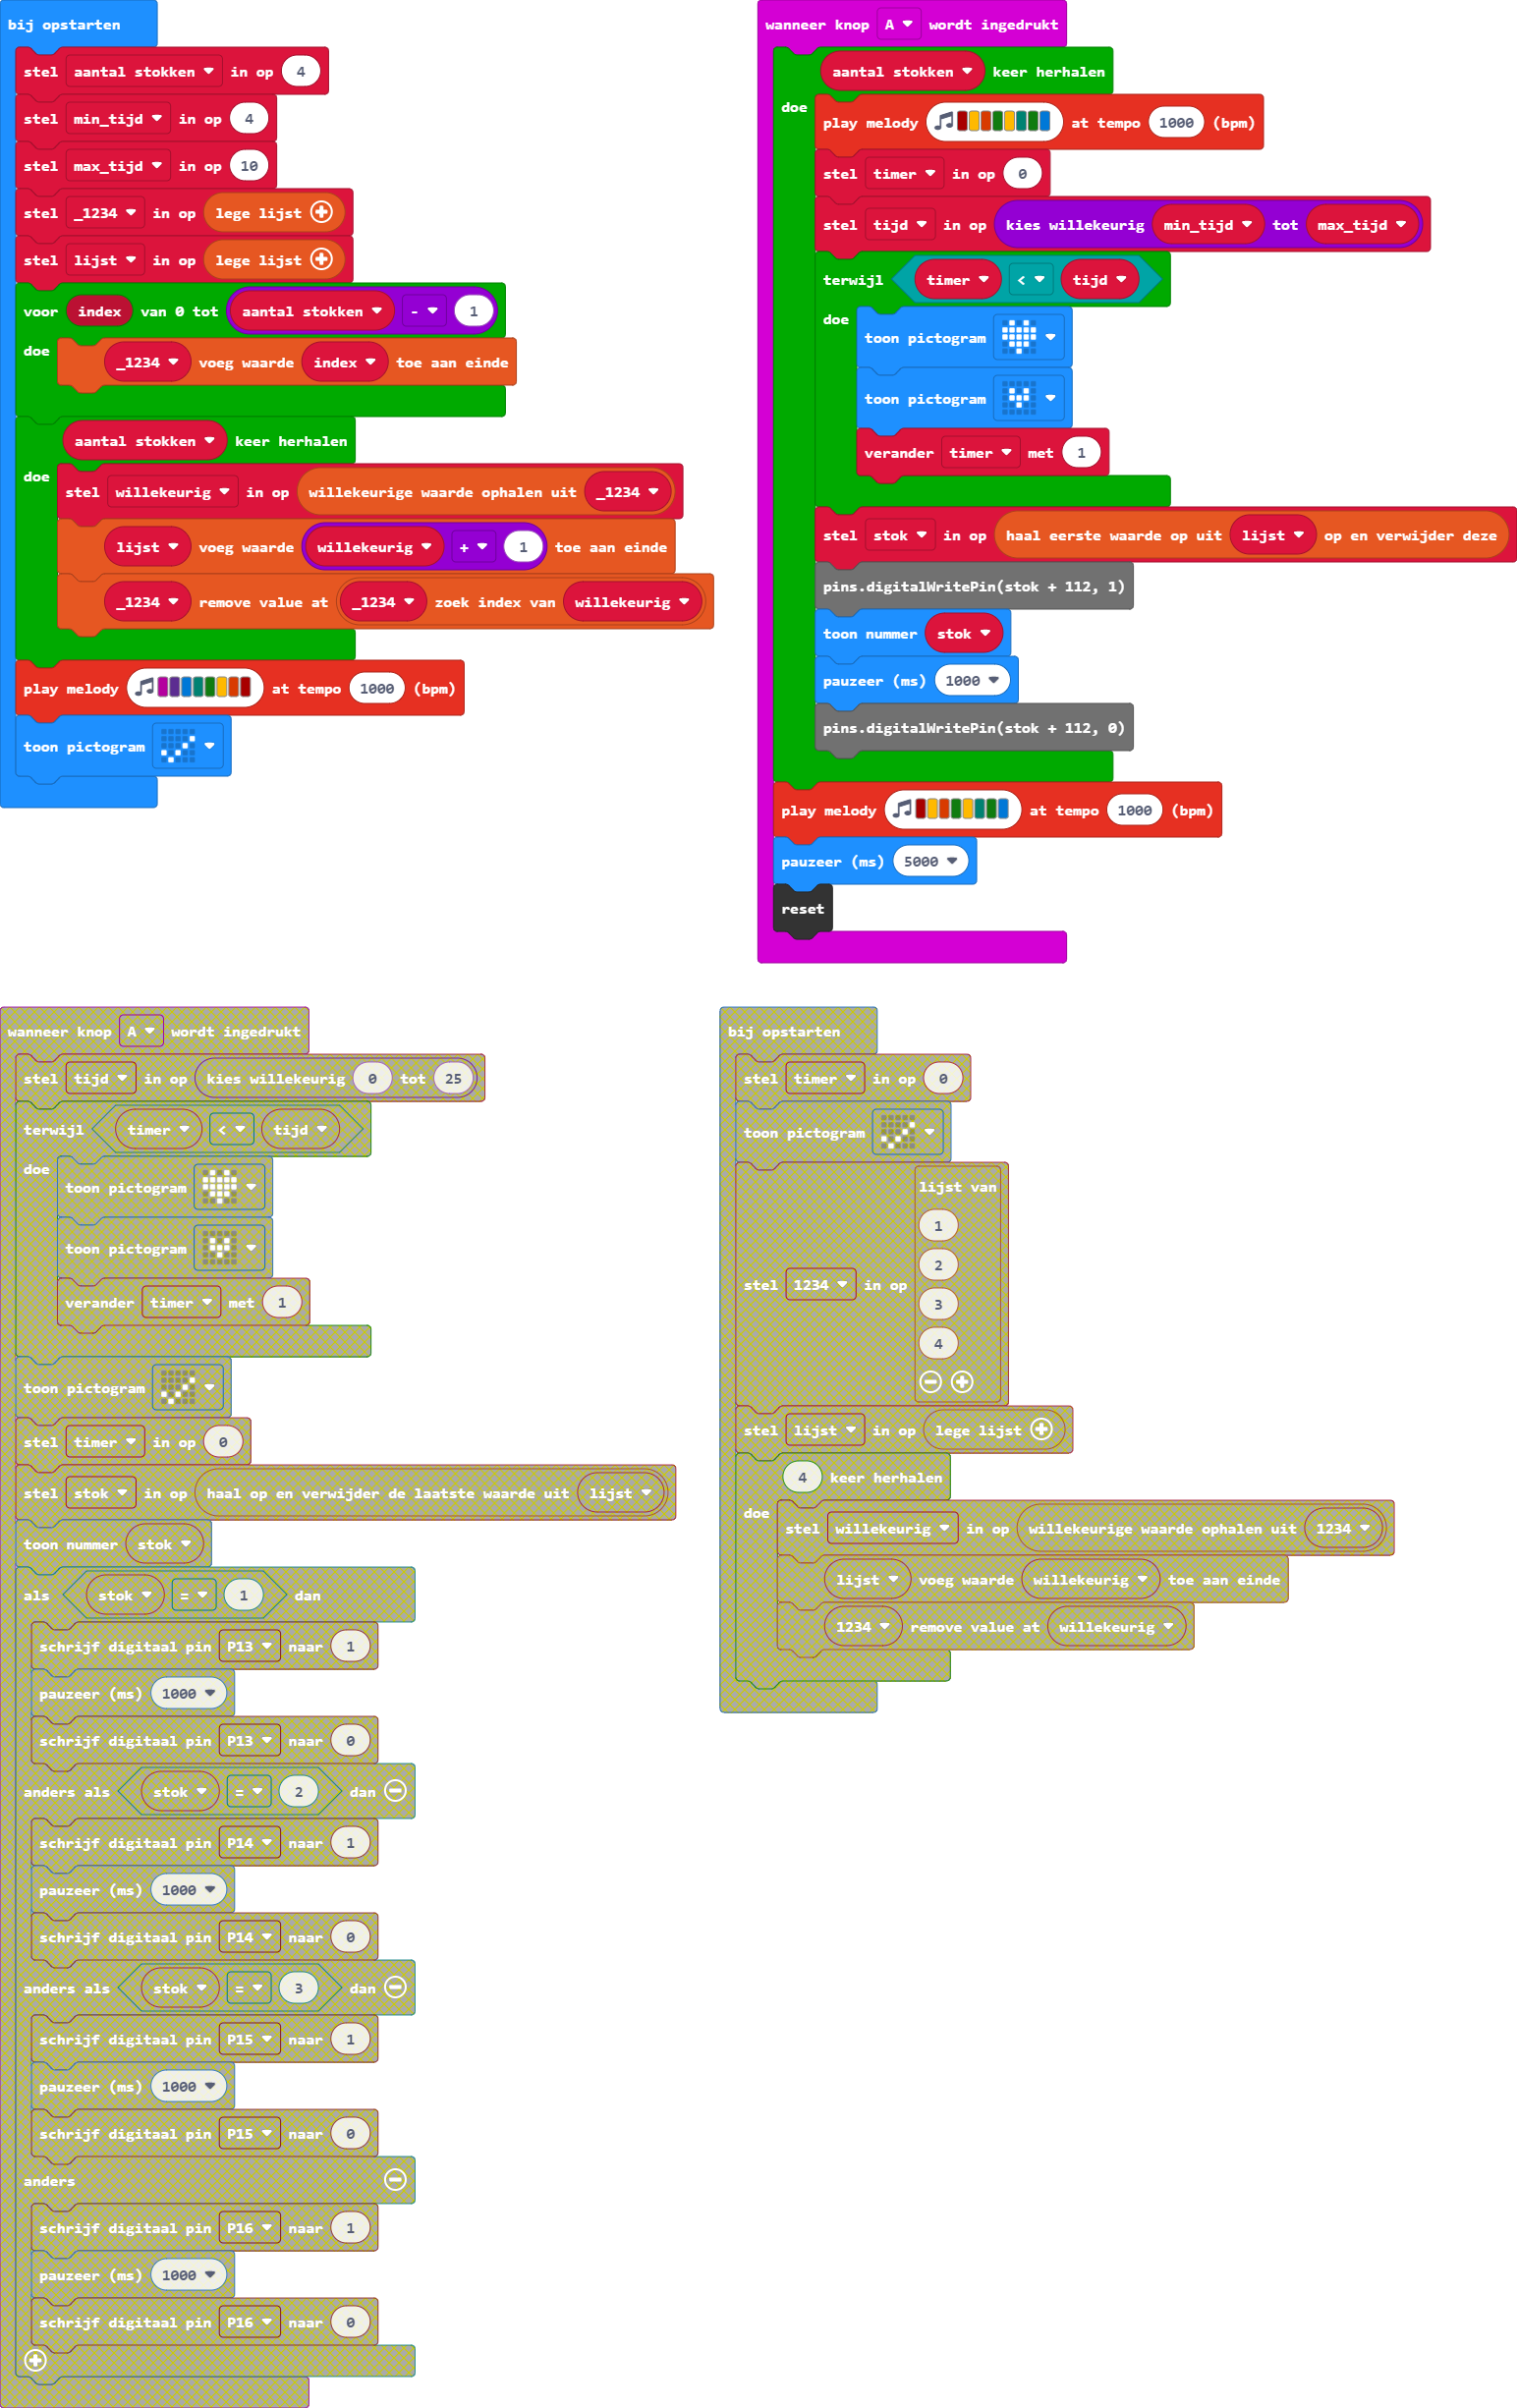 bij opstarten
stel aantal stokken in op 4
stel min_tijd in op 4
stel max_tijd in op 10
stel _1234 in op lege lijst
stel lijst in op lege lijst
voor index van 0 tot aantal stokken - 1
doe
_1234 voeg waarde index toe aan einde
aantal stokken keer herhalen
doe
stel willekeurig in op willekeurige waarde ophalen uit _1234
lijst voeg waarde willekeurig + 1 toe aan einde
_1234 remove value at _1234 zoek index van willekeurig
play melody at tempo 1000 (bpm)
toon pictogram
wanneer knop A wordt ingedrukt
aantal stokken keer herhalen
doe
play melody at tempo 1000 (bpm)
stel timer in op 0
stel tijd in op kies willekeurig min_tijd tot max_tijd
terwijl timer < tijd
doe
toon pictogram
toon pictogram
verander timer met 1
stel stok in op haal eerste waarde op uit lijst op en verwijder deze
pins.digitalWritePin(stok + 112, 1)
toon nummer stok
pauzeer (ms) 1000
pins.digitalWritePin(stok + 112, 0)
play melody at tempo 1000 (bpm)
pauzeer (ms) 5000
reset
wanneer knop A wordt ingedrukt
stel tijd in op kies willekeurig 0 tot 25
terwijl timer < tijd
doe
toon pictogram
toon pictogram
verander timer met 1
toon pictogram
stel timer in op 0
stel stok in op haal op en verwijder de laatste waarde uit lijst
toon nummer stok
als stok = 1 dan
schrijf digitaal pin P13 naar 1
pauzeer (ms) 1000
schrijf digitaal pin P13 naar 0
anders als stok = 2 dan
schrijf digitaal pin P14 naar 1
pauzeer (ms) 1000
schrijf digitaal pin P14 naar 0
anders als stok = 3 dan
schrijf digitaal pin P15 naar 1
pauzeer (ms) 1000
schrijf digitaal pin P15 naar 0
anders
schrijf digitaal pin P16 naar 1
pauzeer (ms) 1000
schrijf digitaal pin P16 naar 0
bij opstarten
stel timer in op 0
toon pictogram
lijst van
1
2
stel 1234 in op
3
4
stel lijst in op lege lijst
4 keer herhalen
doe
stel willekeurig in op willekeurige waarde ophalen uit 1234
lijst voeg waarde willekeurig toe aan einde
1234 remove value at willekeurig